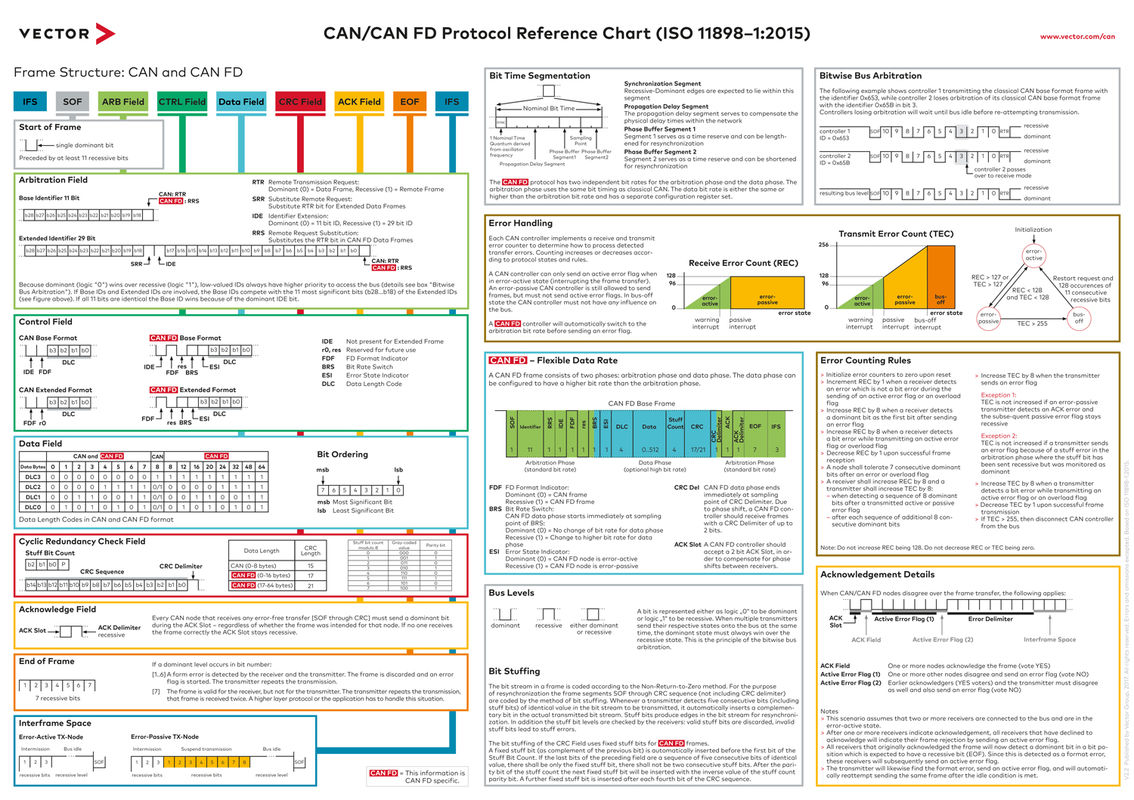 VECTOR
CAN/CAN FD Protocol Reference Chart (ISO 11898–1:2015)
www.vector.com/can
Frame Structure: CAN and CAN FD
IFS SOF ARB Field CTRL Field Data Field CRC Field ACK Field EOF IFS
Start of Frame
single dominant bit
Preceded by at least 11 recessive bits
Arbitration Field
Base Identifier 11 Bit
CAN: RTR
CAN FD : RRS
b28 b27 b26 b25 b24 b23 b22 b21 b20 b19 b18
Extended Identifier 29 Bit
b28 b27 b26 b25 b24 b23 b22 b21 b20 b19 b18 b17 b16 b15 b14 b13 b12 b11 b10 b9 b8 b7 b6 b5 b4 b3 b2 b1 b0
SRR IDE
CAN: RTR
CAN FD : RRS
RTR Remote Transmission Request:
Dominant (0) = Data Frame, Recessive (1) = Remote Frame
SRR Substitute Remote Request:
Substitute RTR bit for Extended Data Frames
IDE Identifier Extension:
Dominant (0) = 11 bit ID, Recessive (1) = 29 bit ID
RRS Remote Request Substitution:
Substitutes the RTR bit in CAN FD Data Frames
Because dominant (logic "0") wins over recessive (logic "1"), low-valued IDs always have higher priority to access the bus (details see box "Bitwise
Bus Arbitration"). If Base IDs and Extended IDs are involved, the Base IDs compete with the 11 most significant bits (b28...b18) of the Extended IDs
(see figure above). If all 11 bits are identical the Base ID wins because of the dominant IDE bit.
Control Field
CAN Base Format
b3 b2 b1 b0
DLC
IDE FDF
CAN FD Base Format
b3 b2 b1 b0
DLC
IDE FDF res BRS ESI
CAN Extended Format
b3 b2 b1 b0
DLC
FDF r0
CAN FD Extended Format
b3 b2 b1 b0
DLC
FDF res BRS ESI
IDE Not present for Extended Frame
r0, res Reserved for future use
FDF FD Format Indicator
BRS Bit Rate Switch
ESI Error State Indicator
DLC Data Length Code
Data Field
CAN and CAN FD CAN CAN FD
Data Bytes 0 1 2 3 4 5 6 7 8 8 12 16 20 24 32 48 64
DLC3 0 0 0 0 0 0 0 0 1 1 1 1 1 1 1 1 1
DLC2 0 0 0 0 1 1 1 1 0 0/1 0 0 0 1 1 1 1
DLC1 0 0 1 1 0 0 1 1 0 0/1 0 1 1 0 0 1 1
DLC0 0 1 0 1 0 1 0 1 0 0/1 1 0 1 0 1 0 1
Data Length Codes in CAN and CAN FD format
Bit Ordering
msb lsb
7 6 5 4 3 2 1 0
msb Most Significant Bit
lsb Least Significant Bit
Cyclic Redundancy Check Field
Stuff Bit Count
b2 b1 b0 P
CRC Sequence
CRC Delimiter
b14 b13 b12 b11 b10 b9 b8 b7 b6 b5 b4 b3 b2 b1 b0
Data Length CRC Length
CAN (0-8 bytes) 15
CAN FD (0-16 bytes) 17
CAN FD (17-64 bytes) 21
Stuff bit count modulo 8 Gray-coded value Parity bit
Acknowledge Field
ACK Slot
ACK Delimiter
recessive
Every CAN node that receives any error-free transfer [SOF through CRC] must send a dominant bit
during the ACK Slot – regardless of whether the frame was intended for that node. If no one receives
the frame correctly the ACK Slot stays recessive.
End of Frame
1 2 3 4 5 6 7
7 recessive bits
If a dominant level occurs in bit number:
[1..6] A form error is detected by the receiver and the transmitter. The frame is discarded and an error
flag is started. The transmitter repeats the transmission.
[7] The frame is valid for the receiver, but not for the transmitter. The transmitter repeats the transmission,
that frame is received twice. A higher layer protocol or the application has to handle this situation.
Interframe Space
Error-Active TX-Node
Intermission Bus idle
1 2 3 SOF
recessive bits recessive level
Error-Passive TX-Node
Intermission Suspend transmission Bus idle
1 2 3 1 2 3 4 5 6 7 8 SOF
recessive bits recessive bits recessive level
CAN FD = This information is
CAN FD specific.
Bit Time Segmentation
Nominal Bit Time
1 Nominal Time
Quantum derived
from oscillator
frequency
Sampling
Point
Phase Buffer Segment1
Phase Buffer Segment2
Propagation Delay Segment
Synchronization Segment
Recessive-Dominant edges are expected to lie within this
segment
Propagation Delay Segment
The propagation delay segment serves to compensate the
physical delay times within the network
Phase Buffer Segment 1
Segment 1 serves as a time reserve and can be length-
ened for resynchronization
Phase Buffer Segment 2
Segment 2 serves as a time reserve and can be shortened
for resynchronization
The CAN FD protocol has two independent bit rates for the arbitration phase and the data phase. The
arbitration phase uses the same bit timing as classical CAN. The data bit rate is either the same or
higher than the arbitration bit rate and has a separate configuration register set.
Bitwise Bus Arbitration
The following example shows controller 1 transmitting the classical CAN base format frame with
the identifier 0x653, while controller 2 loses arbitration of its classical CAN base format frame
with the identifier 0x65B in bit 3.
Controllers losing arbitration will wait until bus idle before re-attempting transmission.
controller 1
ID = 0x653
SOF 10 9 8 7 6 5 4 3 2 1 0 RTR
recessive
dominant
controller 2
ID = 0x65B
SOF 10 9 8 7 6 5 4 3 2 1 0 RTR
recessive
dominant
controller 2 passes
over to receive mode
resulting bus level
SOF 10 9 8 7 6 5 4 3 2 1 0 RTR
recessive
dominant
Error Handling
Each CAN controller implements a receive and transmit
error counter to determine how to process detected
transfer errors. Counting increases or decreases accor-
ding to protocol states and rules.
A CAN controller can only send an active error flag when
in error-active state (interrupting the frame transfer).
An error-passive CAN controller is still allowed to send
frames, but must not send active error flags. In bus-off
state the CAN controller must not have any influence on
the bus.
A CAN FD controller will automatically switch to the
arbitration bit rate before sending an error flag.
Receive Error Count (REC)
128
96
0
error-active
error-passive
error state
warning interrupt
passive interrupt
Transmit Error Count (TEC)
256
128
96
0
error-active
error-passive
bus-off
error state
warning interrupt
passive interrupt
bus-off interrupt
Initialization
error-active
REC > 127 or
TEC > 127
REC < 128
and TEC < 128
Restart request and
128 occurences of
11 consecutive
recessive bits
error-passive
TEC > 255
bus-off
CAN FD – Flexible Data Rate
A CAN FD frame consists of two phases: arbitration phase and data phase. The data phase can
be configured to have a higher bit rate than the arbitration phase.
CAN FD Base Frame
SOF Identifier RRS IDE FDF res BRS ESI DLC Data Stuff Count CRC CRC Delimiter ACK ACK Delimiter EOF IFS
1 11 1 1 1 1 1 1 4 0..512 4 17/21 1 1 1 7 3
Arbitration Phase
(standard bit rate)
Data Phase
(optional high bit rate)
Arbitration Phase
(standard bit rate)
FDF FD Format Indicator:
Dominant (0) = CAN frame
Recessive (1) = CAN FD frame
BRS Bit Rate Switch:
CAN FD data phase starts immediately at sampling
point of BRS:
Dominant (0) = No change of bit rate for data phase
Recessive (1) = Change to higher bit rate for data
phase
ESI Error State Indicator:
Dominant (0) = CAN FD node is error-active
Recessive (1) = CAN FD node is error-passive
CRC Del CAN FD data phase ends
immediately at sampling
point of CRC Delimiter. Due
to phase shift, a CAN FD con-
troller should receive frames
with a CRC Delimiter of up to
2 bits.
ACK Slot A CAN FD controller should
accept a 2 bit ACK Slot, in or-
der to compensate for phase
shifts between receivers.
Error Counting Rules
> Initialize error counters to zero upon reset
> Increment REC by 1 when a receiver detects
an error which is not a bit error during the
sending of an active error flag or an overload
flag
> Increase REC by 8 when a receiver detects
a dominant bit as the first bit after sending
an error flag
> Increase REC by 8 when a receiver detects
a bit error while transmitting an active error
flag or overload flag
> Decrease REC by 1 upon successful frame
reception
> A node shall tolerate 7 consecutive dominant
bits after an error or overload flag
> A receiver shall increase REC by 8 and a
transmitter shall increase TEC by 8:
– when detecting a sequence of 8 dominant
bits after a transmitted active or passive
error flag
– after each sequence of additional 8 con-
secutive dominant bits
> Increase TEC by 8 when the transmitter
sends an error flag
Exception 1:
TEC is not increased if an error-passive
transmitter detects an ACK error and
the subse-quent passive error flag stays
recessive
Exception 2:
TEC is not increased if a transmitter sends
an error flag because of a stuff error in the
arbitration phase where the stuff bit has
been sent recessive but was monitored as
dominant
> Increase TEC by 8 when a transmitter
detects a bit error while transmitting an
active error flag or an overload flag
> Decrease TEC by 1 upon successful frame
transmission
> If TEC > 255, then disconnect CAN controller
from the bus
Note: Do not increase REC being 128. Do not decrease REC or TEC being zero.
Bus Levels
dominant recessive either dominant
or recessive
A bit is represented either as logic „0" to be dominant
or logic „1" to be recessive. When multiple transmitters
send their respective states onto the bus at the same
time, the dominant state must always win over the
recessive state. This is the principle of the bitwise bus
arbitration.
Bit Stuffing
The bit stream in a frame is coded according to the Non-Return-to-Zero method. For the purpose
of resynchronization the frame segments SOF through CRC sequence (not including CRC delimiter)
are coded by the method of bit stuffing. Whenever a transmitter detects five consecutive bits (including
stuff bits) of identical value in the bit stream to be transmitted, it automatically inserts a complemen-
tary bit in the actual transmitted bit stream. Stuff bits produce edges in the bit stream for resynchroni-
zation. In addition the stuff bit levels are checked by the receivers: valid stuff bits are discarded, invalid
stuff bits lead to stuff errors.
The bit stuffing of the CRC Field uses fixed stuff bits for CAN FD frames.
A fixed stuff bit (as complement of the previous bit) is automatically inserted before the first bit of the
Stuff Bit Count. If the last bits of the preceding field are a sequence of five consecutive bits of identical
value, there shall be only the fixed stuff bit, there shall not be two consecutive stuff bits. After the pari-
ty bit of the stuff count the next fixed stuff bit will be inserted with the inverse value of the stuff count
parity bit. A further fixed stuff bit is inserted after each fourth bit of the CRC sequence.
Acknowledgement Details
When CAN/CAN FD nodes disagree over the frame transfer, the following applies:
ACK
Slot
Active Error Flag (1)
Error Delimiter
ACK Field
Active Error Flag (2)
Interframe Space
ACK Field One or more nodes acknowledge the frame (vote YES)
Active Error Flag (1) One or more other nodes disagree and send an error flag (vote NO)
Active Error Flag (2) Earlier acknowledgers (YES voters) and the transmitter must disagree
as well and also send an error flag (vote NO)
Notes
> This scenario assumes that two or more receivers are connected to the bus and are in the
error-active state.
> After one or more receivers indicate acknowledgement, all receivers that have declined to
acknowledge will indicate their frame rejection by sending an active error flag.
> All receivers that originally acknowledged the frame will now detect a dominant bit in a bit po-
sition which is expected to have a recessive bit (EOF). Since this is detected as a format error,
these receivers will subsequently send an active error flag.
> The transmitter will likewise find the format error, send an active error flag, and will automati-
cally reattempt sending the same frame after the idle condition is met.
V2.2. Published by Vector Group 2017. All rights reserved. Errors and omissions excepted. Based on ISO 11898-1:2015